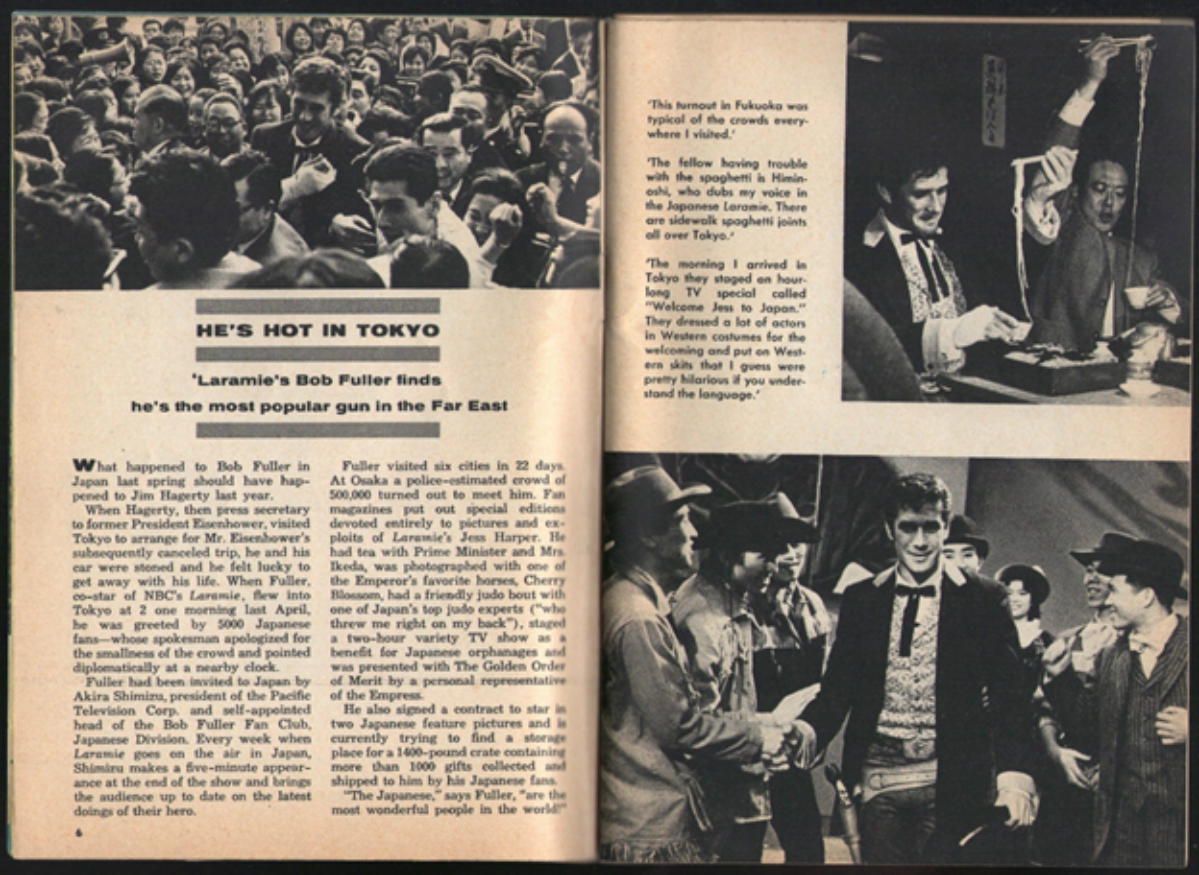 HE'S HOT IN TOKYO
'Laramie's Bob Fuller finds
he's the most popular gun in the Far East
What happened to Bob Fuller in
Japan last spring should have hap-
pened to Jim Hagerty last year.
When Hagerty, then press secretary
to former President Eisenhower, visited
Tokyo to arrange for Mr. Eisenhower's
subsequently canceled trip, he and his
car were stoned and he felt lucky to
get away with his life. When Fuller,
co-star of NBC's Laramie, flew into
Tokyo at 2 one morning last April,
he was greeted by 5000 Japanese
fans—whose spokesman apologized for
the smallness of the crowd and pointed
diplomatically at a nearby clock.
Fuller had been invited to Japan by
Akira Shimizu, president of the Pacific
Television Corp. and self-appointed
head of the Bob Fuller Fan Club,
Japanese Division. Every week when
Laramie goes on the air in Japan,
Shimizu makes a five-minute appear-
ance at the end of the show and brings
the audience up to date on the latest
doings of their hero.
6
Fuller visited six cities in 22 days.
At Osaka a police-estimated crowd of
500,000 turned out to meet him. Fan
magazines put out special editions
devoted entirely to pictures and ex-
ploits of Laramie's Jess Harper. He
had tea with Prime Minister and Mrs.
Ikeda, was photographed with one of
the Emperor's favorite horses, Cherry
Blossom, had a friendly judo bout with
one of Japan's top judo experts ("who
threw me right on my back"), staged
a two-hour variety TV show as a
benefit for Japanese orphanages and
was presented with The Golden Order
of Merit by a personal representative
of the Empress.
He also signed a contract to star in
two Japanese feature pictures and is
currently trying to find a storage
place for a 1400-pound crate containing
more than 1000 gifts collected and
shipped to him by his Japanese fans.
"The Japanese," says Fuller, "are the
most wonderful people in the world!"
'This turnout in Fukuoka was
typical of the crowds every-
where I visited.'
'The fellow having trouble
with the spaghetti is Himin-
oshi, who dubs my voice in
the Japanese Laramie. There
are sidewalk spaghetti joints
all over Tokyo.'
'The morning I arrived in
Tokyo they staged an hour-
long TV special called
"Welcome Jess to Japan."
They dressed a lot of actors
in Western costumes for the
welcoming and put on West-
ern skits that I guess were
pretty hilarious if you under-
stand the language.'